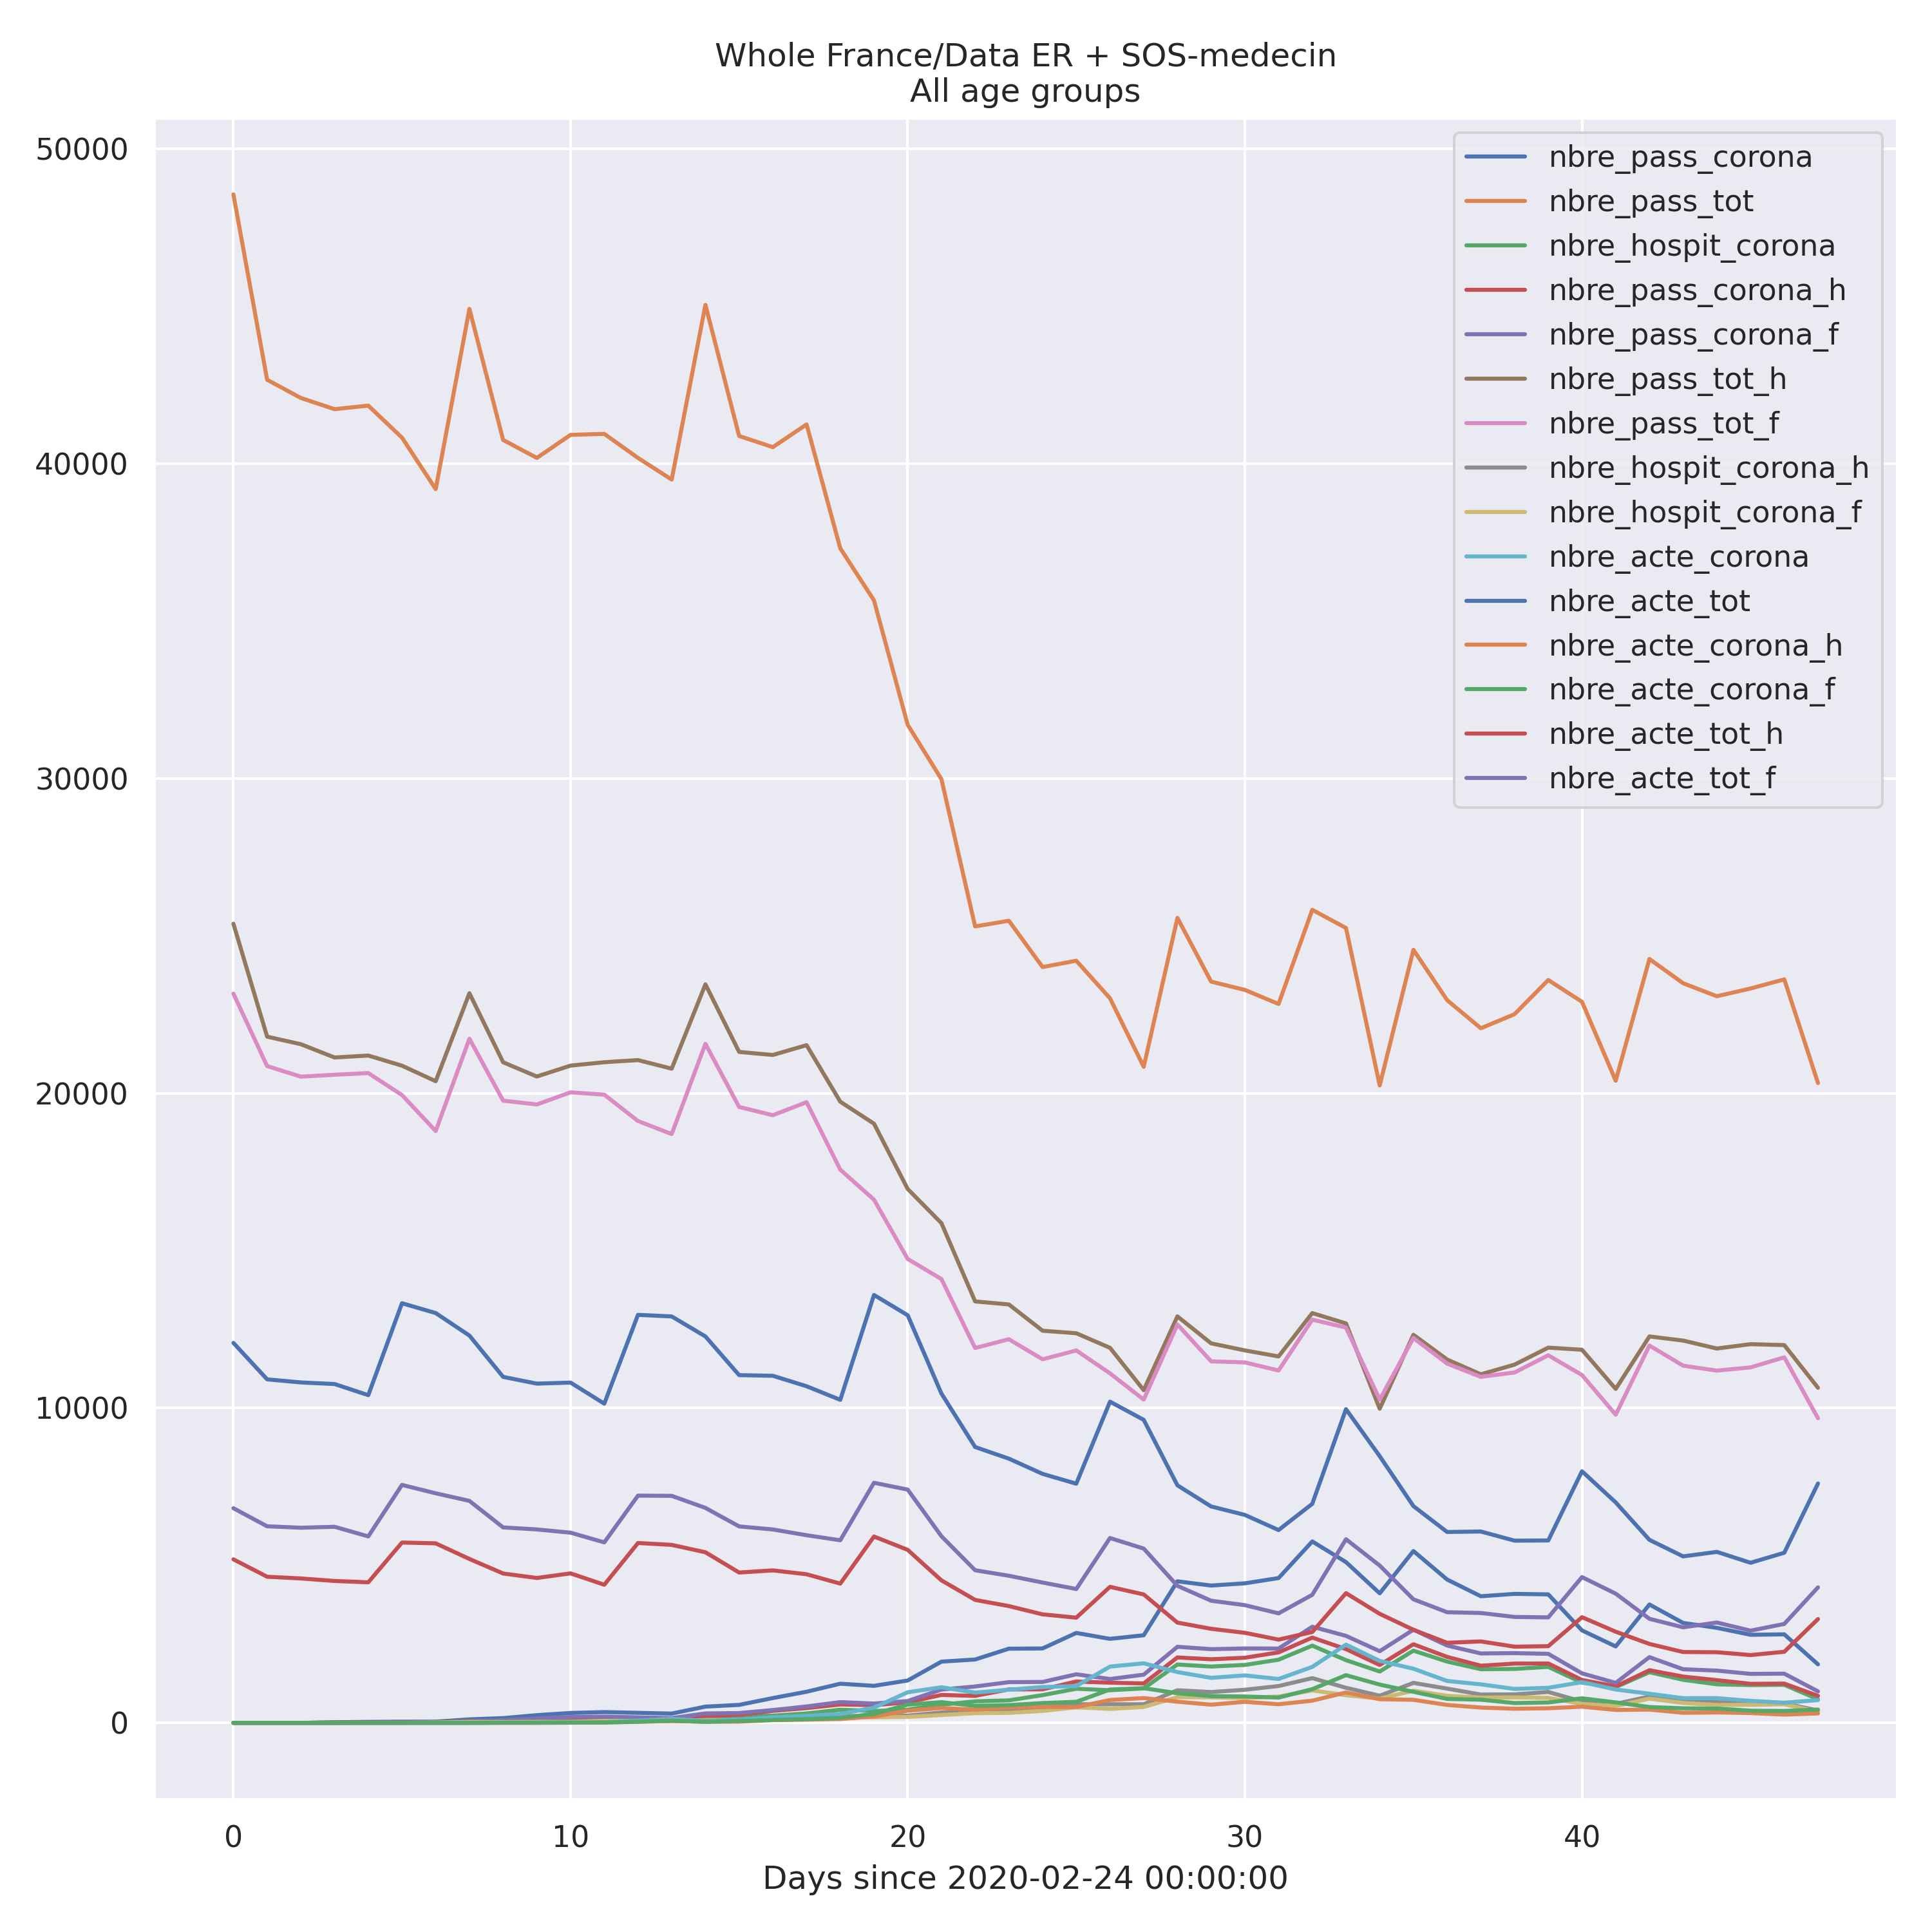 Whole France/Data ER + SOS-medecin
All age groups
50000
40000
30000
20000
10000
0
nbre_pass_corona
nbre_pass_tot
nbre_hospit_corona
nbre_pass_corona_h
nbre_pass_corona_f
nbre_pass_tot_h
nbre_pass_tot_f
nbre_hospit_corona_h
nbre_hospit_corona_f
nbre_acte_corona
nbre_acte_tot
nbre_acte_corona_h
nbre_acte_corona_f
nbre_acte_tot_h
nbre_acte_tot_f
0 10 20 30 40
Days since 2020-02-24 00:00:00